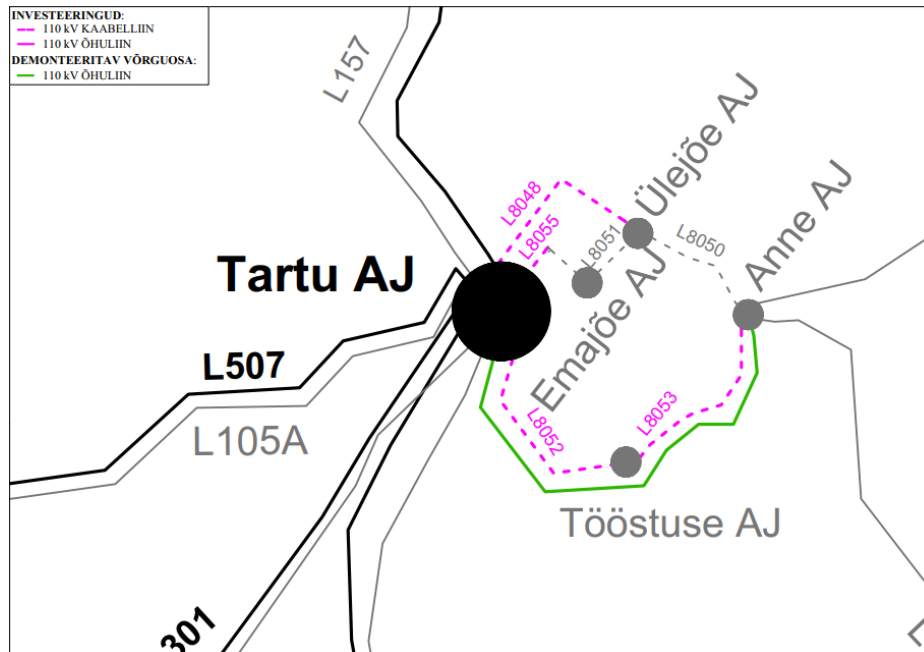 INVESTEERINGUD:
110 kV KAABELLIIN
110 kV ÕHULIIN
DEMONTEERITAV VÕRGUOSA:
110 kV ÕHULIIN
L157
L8048
L8055
L8051
Ülejõe AJ
L8050
Anne AJ
Tartu AJ
Emajõe AJ
L507
L105A
L8052
L8053
Tööstuse AJ
301